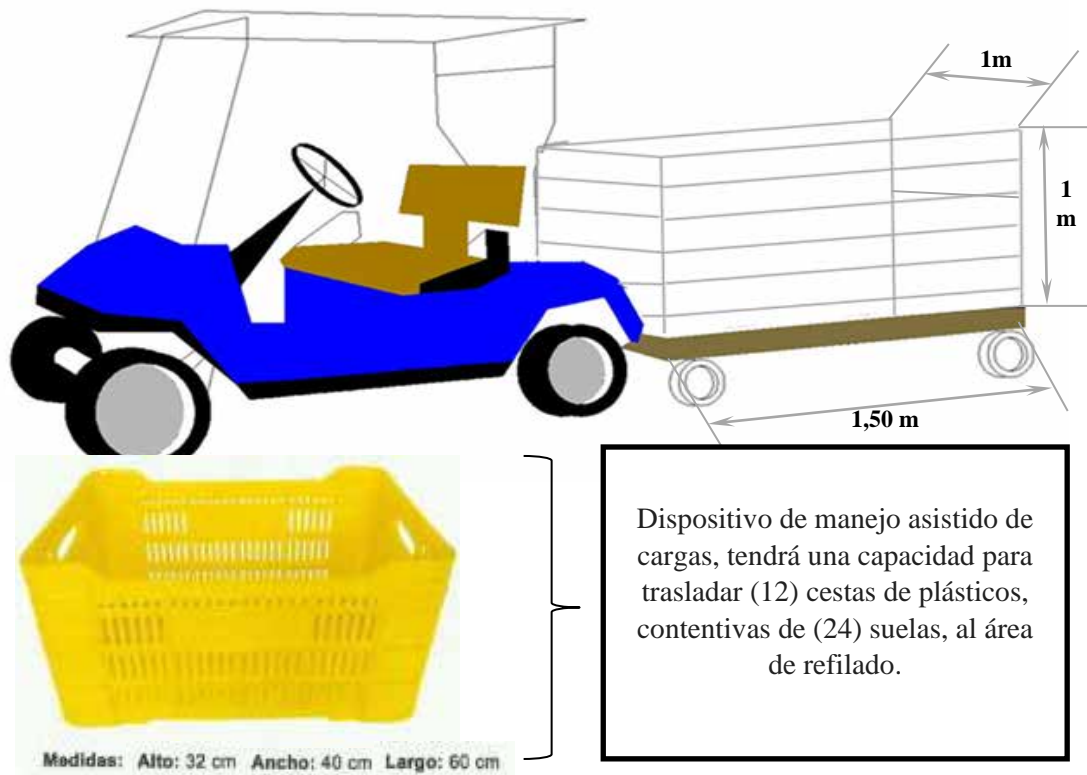 1m
1
m
1,50 m
Dispositivo de manejo asistido de
cargas, tendrá una capacidad para
trasladar (12) cestas de plásticos,
contentivas de (24) suelas, al área
de refilado.
Medidas: Alto: 32 cm Ancho: 40 cm Largo: 60 cm